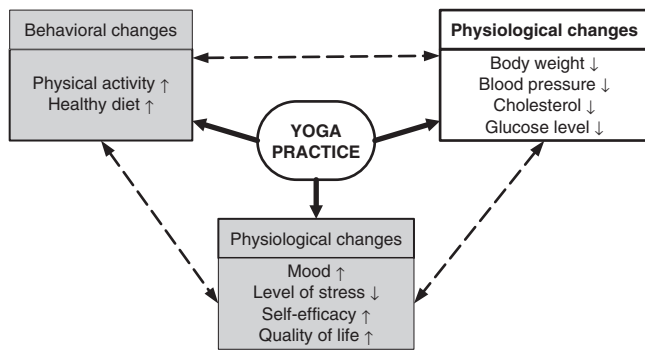 Behavioral changes
Physical activity ↑
Healthy diet ↑
Physiological changes
Body weight ↓
Blood pressure ↓
Cholesterol ↓
Glucose level ↓
YOGA
PRACTICE
Physiological changes
Mood ↑
Level of stress ↓
Self-efficacy ↑
Quality of life ↑